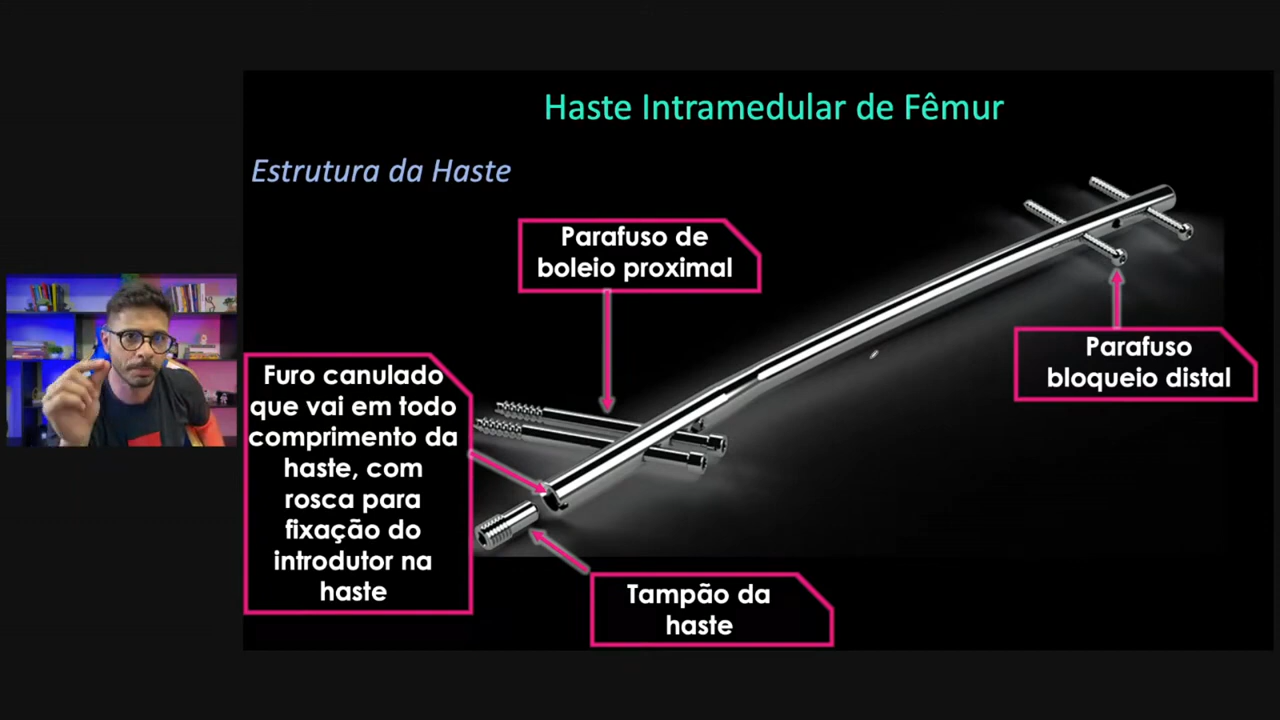 Haste Intramedular de Fêmur
Estrutura da Haste
Parafuso de
boleio proximal
Parafuso
bloqueio distal
Furo canulado
que vai em todo
comprimento da
haste, com
rosca para
fixação do
introdutor na
haste
Tampão da
haste